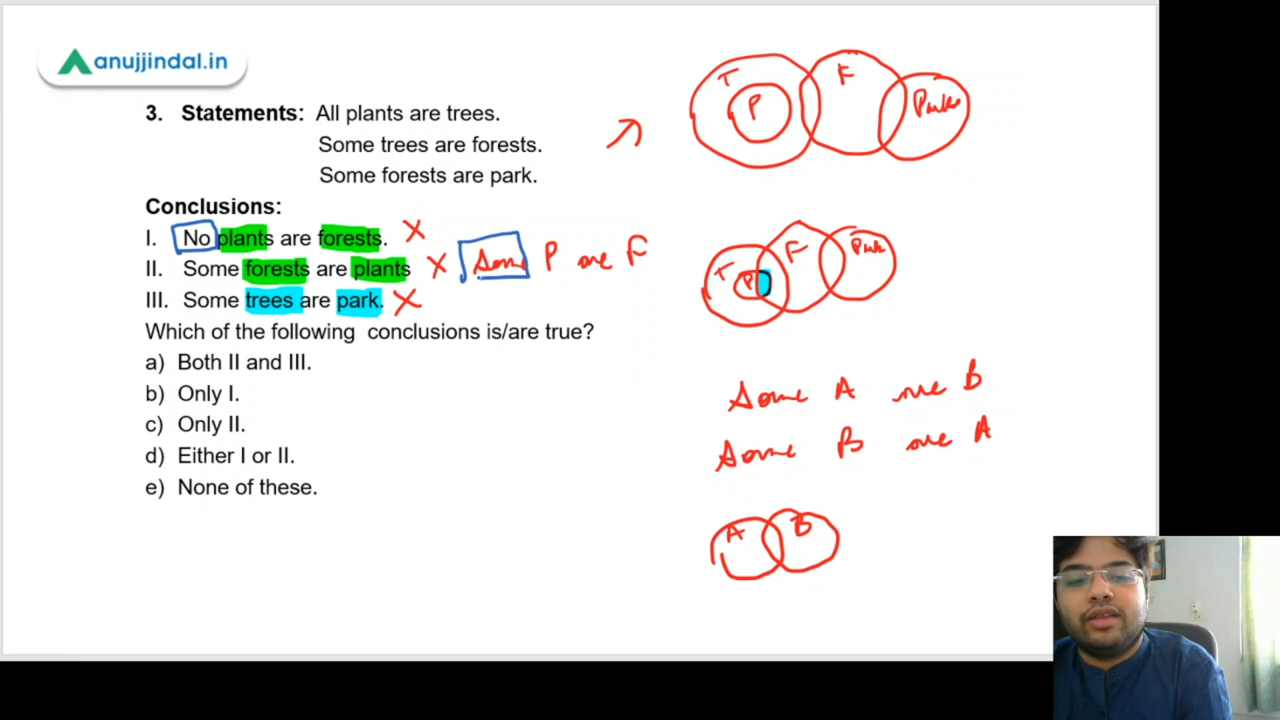 anujjindal.in
3. Statements: All plants are trees.
Some trees are forests.
Some forests are park.
Conclusions:
I. No plants are forests.
II. Some forests are plants
III. Some trees are park.
Which of the following conclusions is/are true?
a) Both II and III.
b) Only I.
c) Only II.
d) Either I or II.
e) None of these.
Some P are F
T P F Park
T P F Park
Some A are B
Some B are A
A B